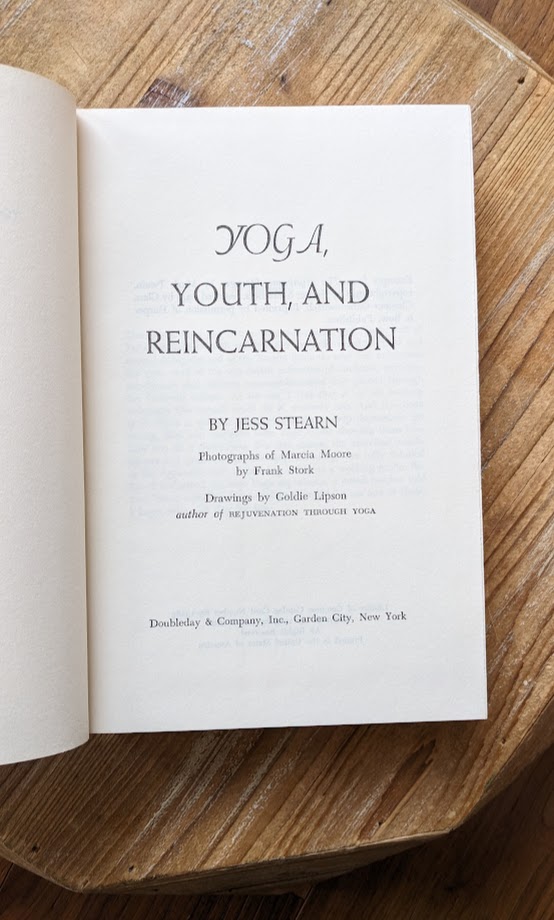 YOGA,
YOUTH, AND
REINCARNATION
BY JESS STEARN
Photographs of Marcia Moore
by Frank Stork
Drawings by Goldie Lipson
author of REJUVENATION THROUGH YOGA
Doubleday & Company, Inc., Garden City, New York